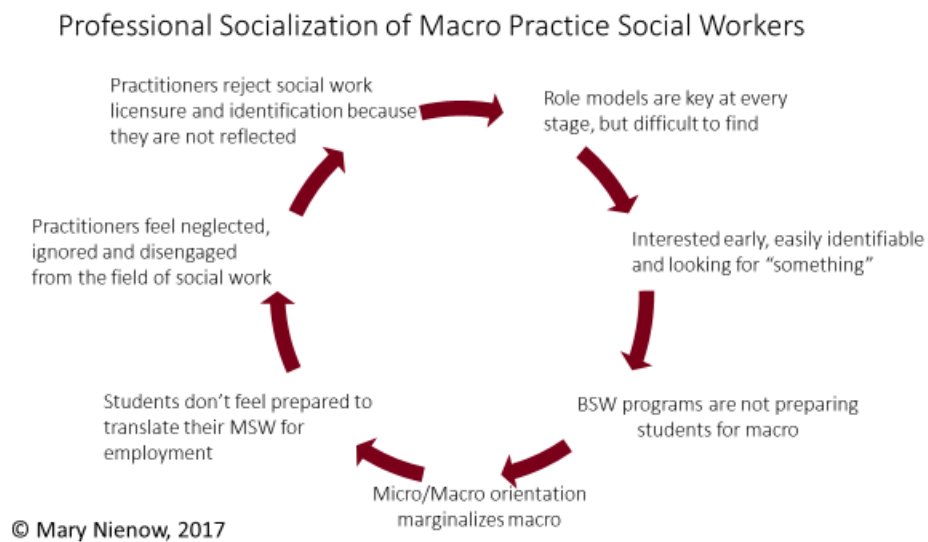 Professional Socialization of Macro Practice Social Workers
Practitioners reject social work
licensure and identification because
they are not reflected
Role models are key at every
stage, but difficult to find
Interested early, easily identifiable
and looking for “something”
BSW programs are not preparing
students for macro
Micro/Macro orientation
marginalizes macro
Students don’t feel prepared to
translate their MSW for
employment
Practitioners feel neglected,
ignored and disengaged
from the field of social work
© Mary Nienow, 2017